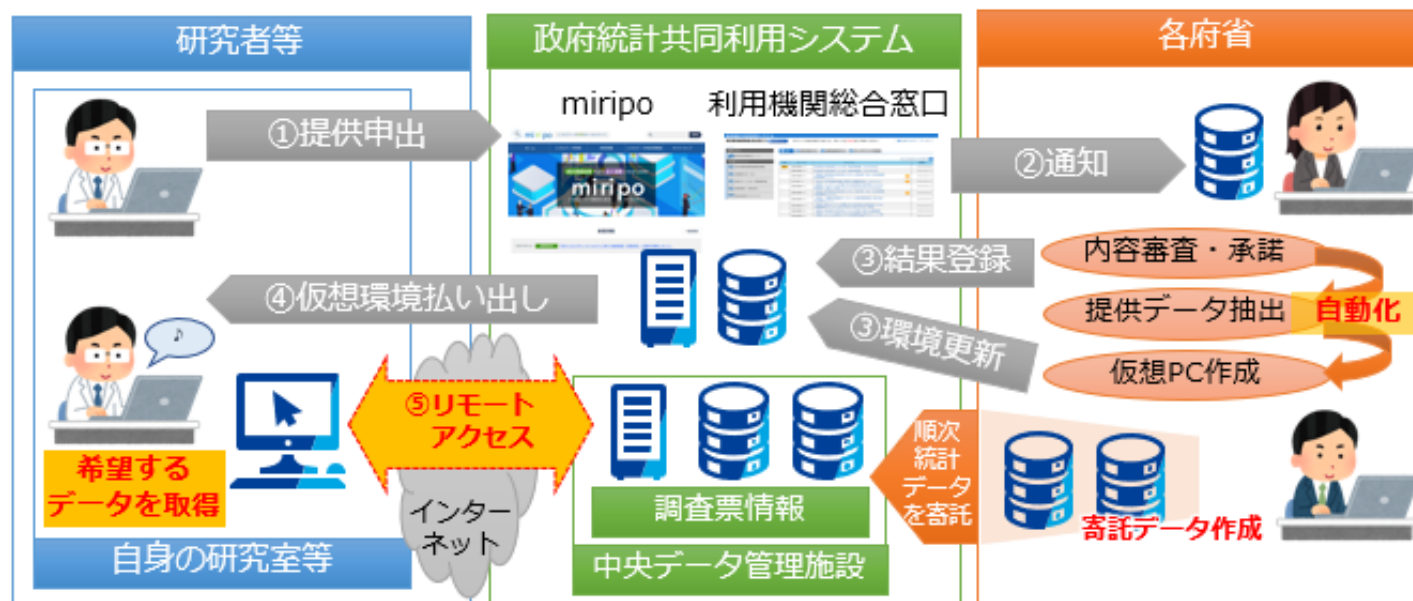 研究者等
政府統計共同利用システム
各府省
miripo
利用機関総合窓口
①提供申出
miripo
miripo
②通知
③結果登録
内容審査・承諾
④仮想環境払い出し
提供データ抽出
自動化
③環境更新
仮想PC作成
♪
⑤リモート
アクセス
希望する
データを取得
インター
ネット
自身の研究室等
調査票情報
中央データ管理施設
順次
統計
データ
を寄託
寄託データ作成